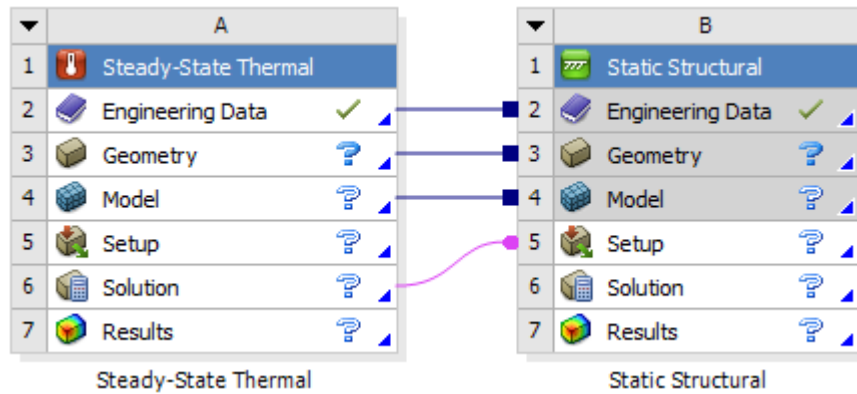 A
1 Steady-State Thermal
2 Engineering Data
3 Geometry ?
4 Model ?
5 Setup ?
6 Solution ?
7 Results ?
Steady-State Thermal
B
1 Static Structural
2 Engineering Data
3 Geometry ?
4 Model ?
5 Setup ?
6 Solution ?
7 Results ?
Static Structural